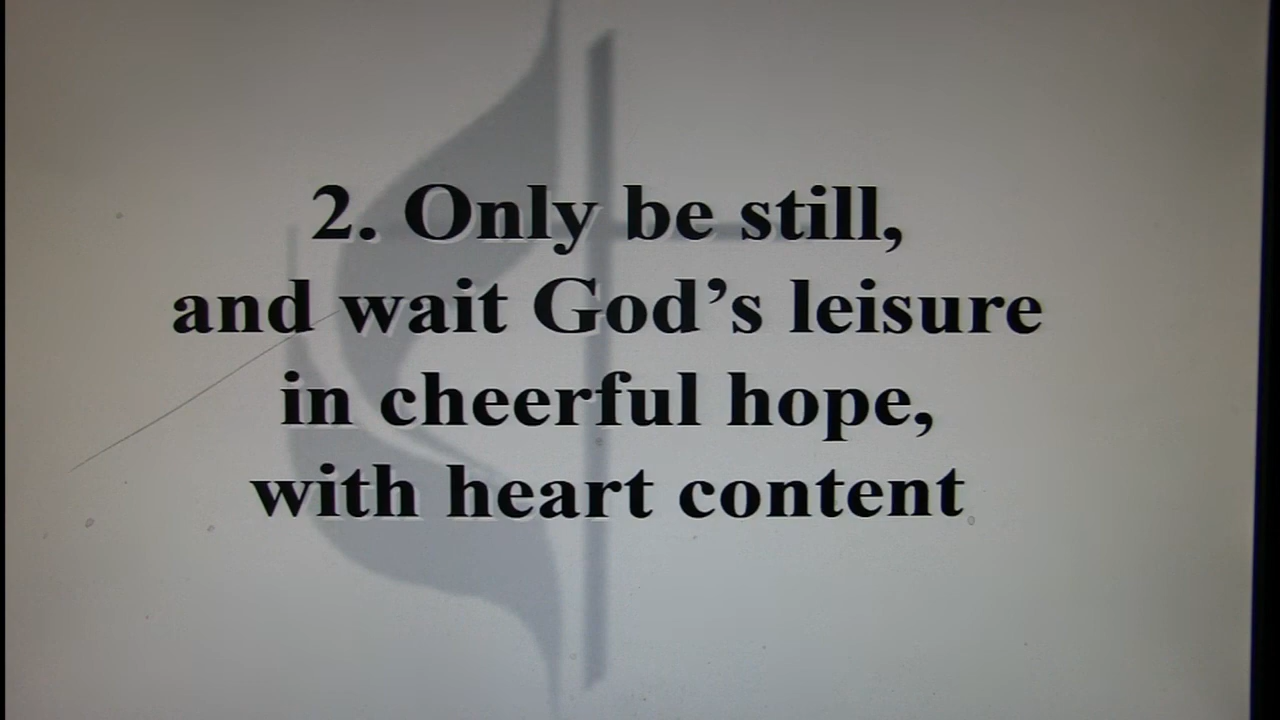 2. Only be still,
and wait God’s leisure
in cheerful hope,
with heart content